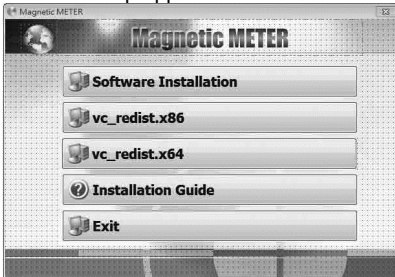 Magnetic METER
Magnetic METER
Software Installation
vc_redist.x86
vc_redist.x64
Installation Guide
Exit